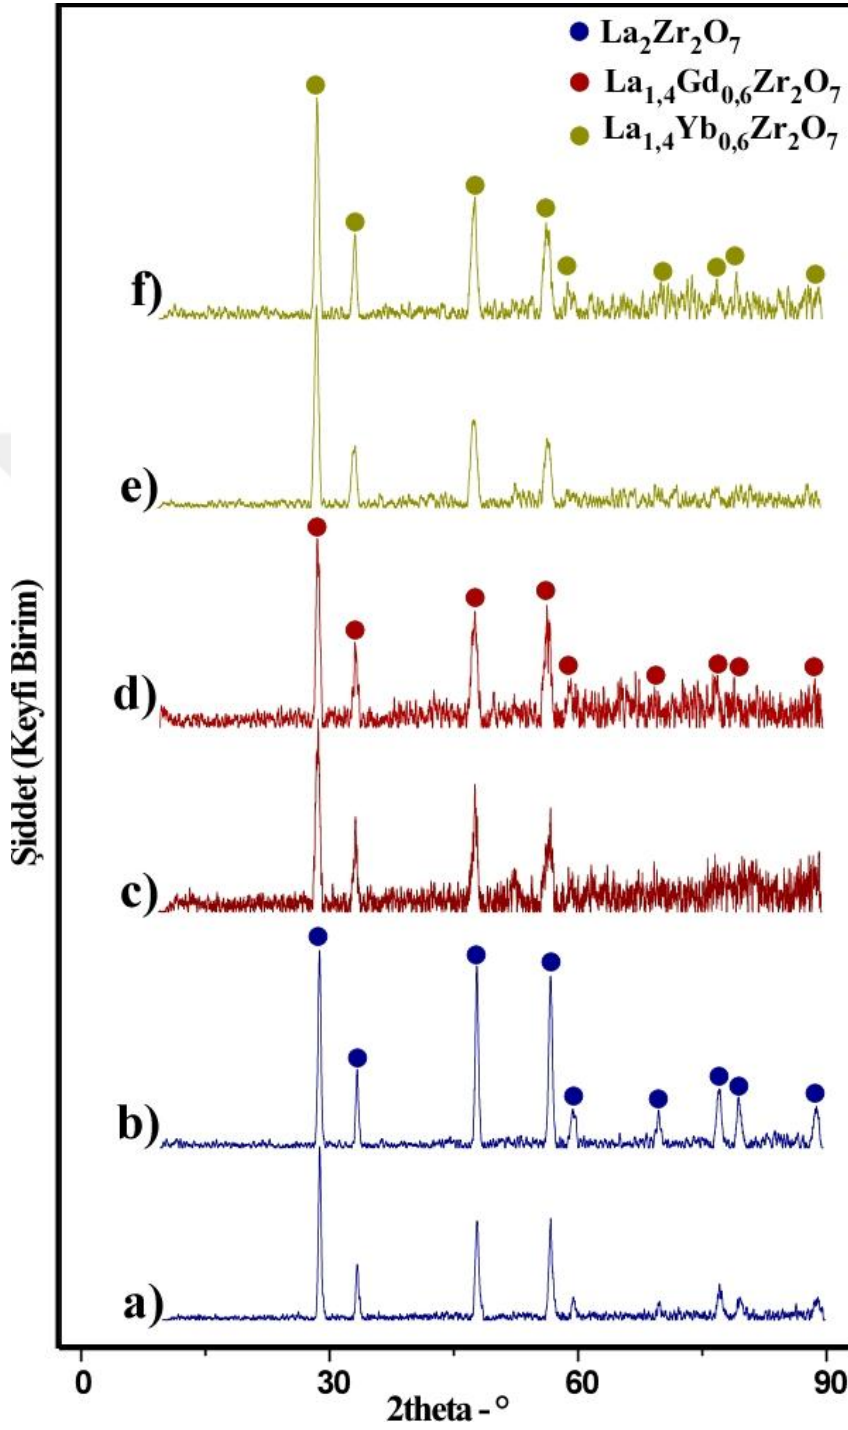 La₂Zr₂O₇
La₁,₄Gd₀,₆Zr₂O₇
La₁,₄Yb₀,₆Zr₂O₇
f)
e)
d)
c)
b)
a)
Şiddet (Keyfi Birim)
0 30 60 90
2theta - °